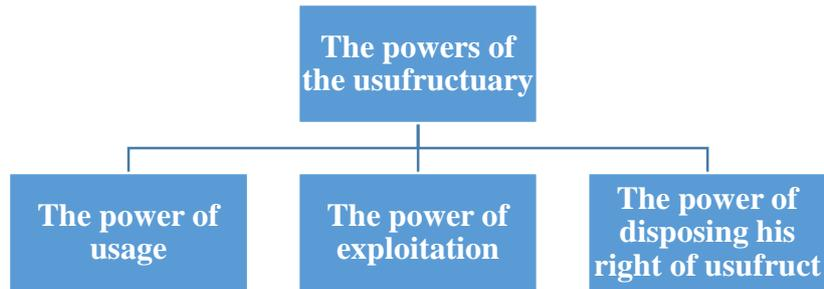 The powers of
the usufructuary
The power of
usage
The power of
exploitation
The power of
disposing his
right of usufruct